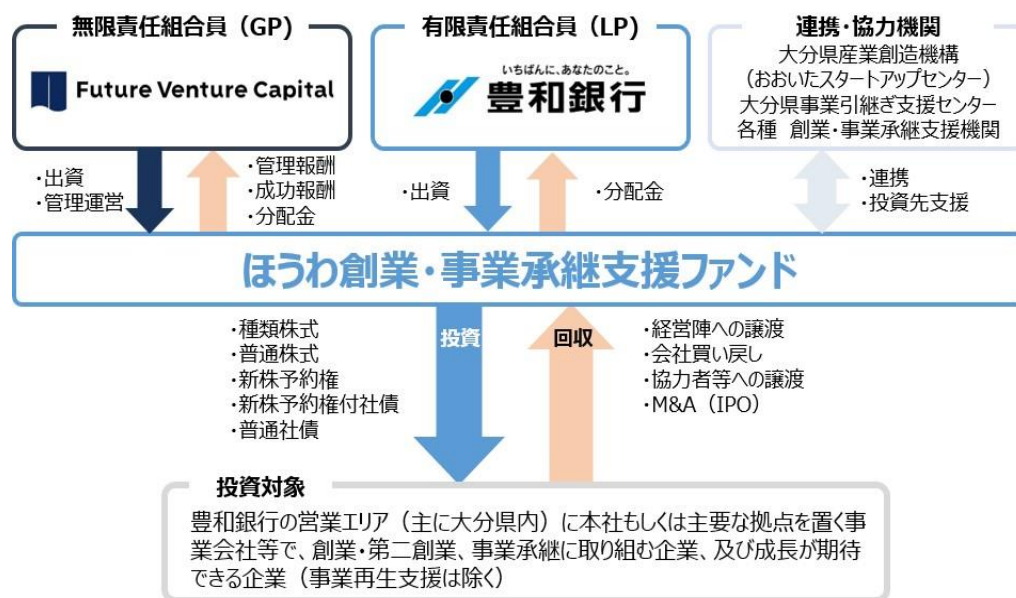 無限責任組合員（GP)
Future Venture Capital
有限責任組合員（LP）
いちばんに、あなたのこと。
豊和銀行
連携・協力機関
大分県産業創造機構
（おおいたスタートアップセンター）
大分県事業引継ぎ支援センター
各種 創業・事業承継支援機関
・出資
・管理運営
・管理報酬
・成功報酬
・分配金
・出資
・分配金
・連携
・投資先支援
ほうわ創業・事業承継支援ファンド
・種類株式
・普通株式
・新株予約権
・新株予約権付社債
・普通社債
投資
回収
・経営陣への譲渡
・会社買い戻し
・協力者等への譲渡
・M&A（IPO）
投資対象
豊和銀行の営業エリア（主に大分県内）に本社もしくは主要な拠点を置く事
業会社等で、創業・第二創業、事業承継に取り組む企業、及び成長が期待
できる企業（事業再生支援は除く）